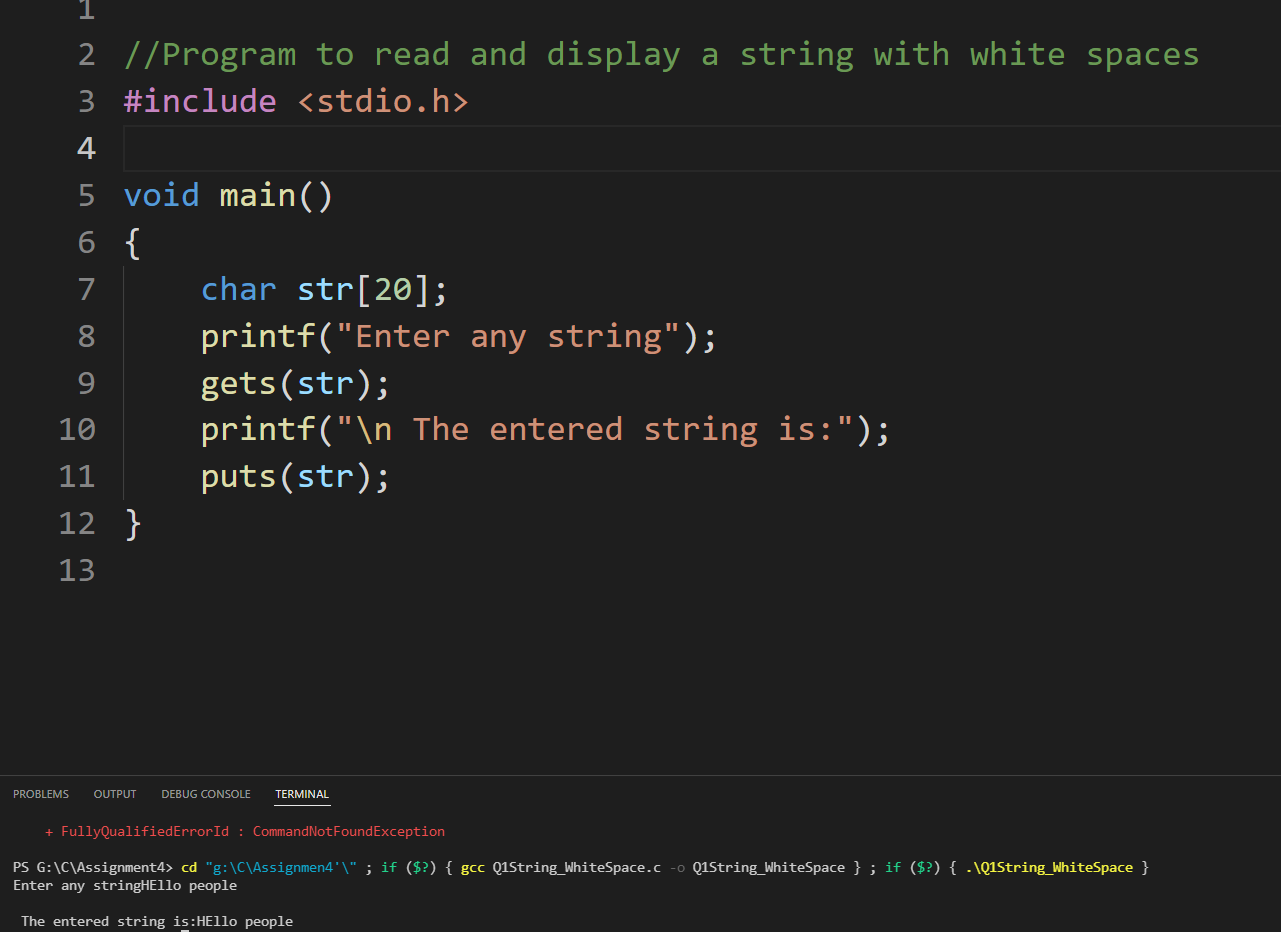 1
2 //Program to read and display a string with white spaces
3 #include <stdio.h>
4
5 void main()
6 {
7     char str[20];
8     printf("Enter any string");
9     gets(str);
10     printf("\n The entered string is:");
11     puts(str);
12 }
13
PROBLEMS OUTPUT DEBUG CONSOLE TERMINAL
+ FullyQualifiedErrorId : CommandNotFoundException
PS G:\C\Assignment4> cd "g:\C\Assignmen4'\" ; if ($?) { gcc Q1String_WhiteSpace.c -o Q1String_WhiteSpace } ; if ($?) { .\Q1String_WhiteSpace }
Enter any stringHEllo people
The entered string is:HEllo people